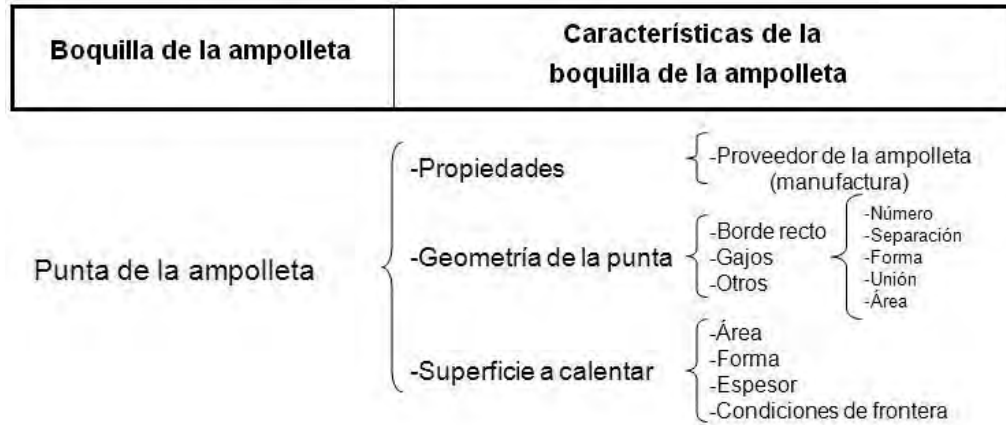 Boquilla de la ampolleta
Características de la
boquilla de la ampolleta
Punta de la ampolleta
-Propiedades
-Proveedor de la ampolleta
(manufactura)
-Geometría de la punta
-Borde recto
-Gajos
-Otros
-Número
-Separación
-Forma
-Unión
-Área
-Superficie a calentar
-Área
-Forma
-Espesor
-Condiciones de frontera